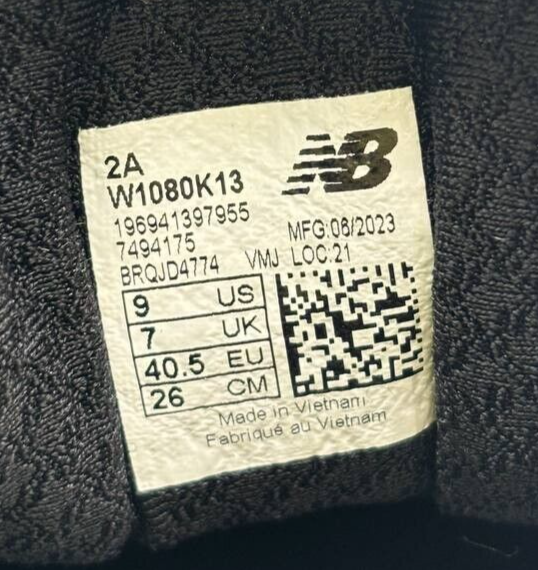 2A
W1080K13
NB
196941397955
7494175
MFG:06/2023
BRQJD4774 VMJ LOC:21
9 US
7 UK
40.5 EU
26 CM
Made in Vietnam
Fabriqué au Vietnam